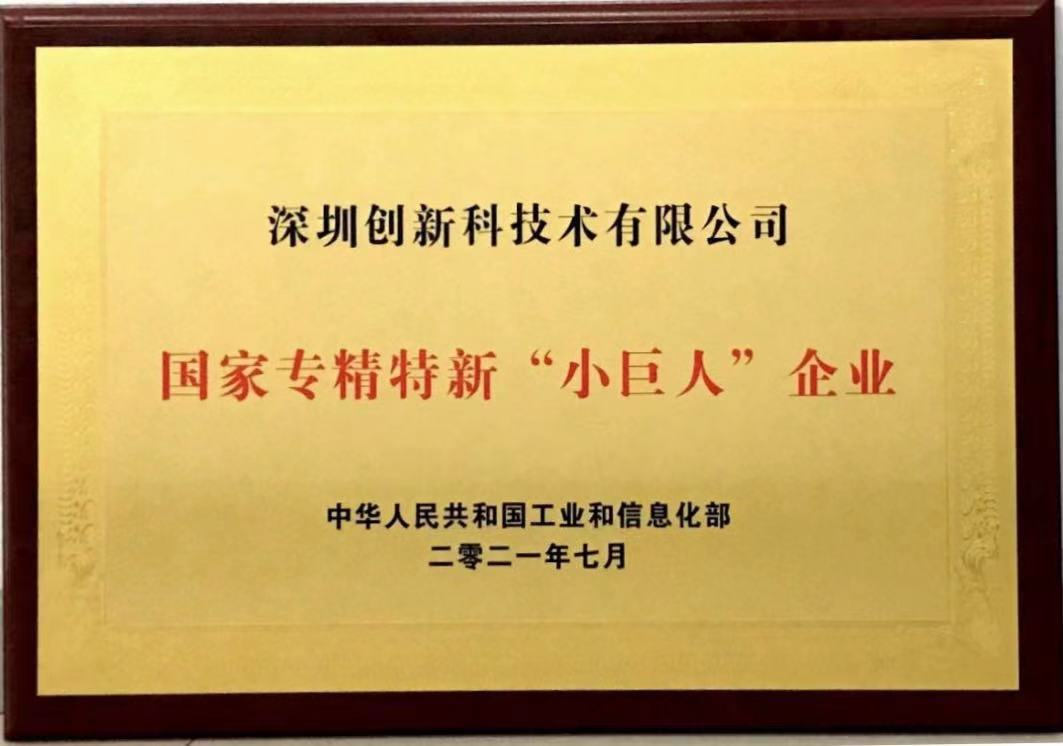 深圳创新科技术有限公司
国家专精特新“小巨人”企业
中华人民共和国工业和信息化部
二零二一年七月